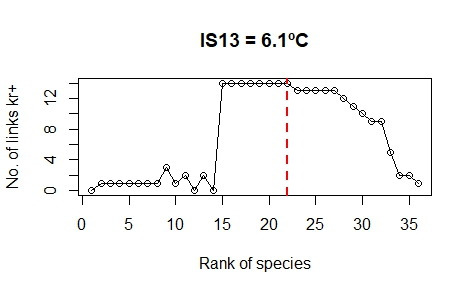 IS13 = 6.1ºC
No. of links kr+
0 4 8 12
0 5 10 15 20 25 30 35
Rank of species